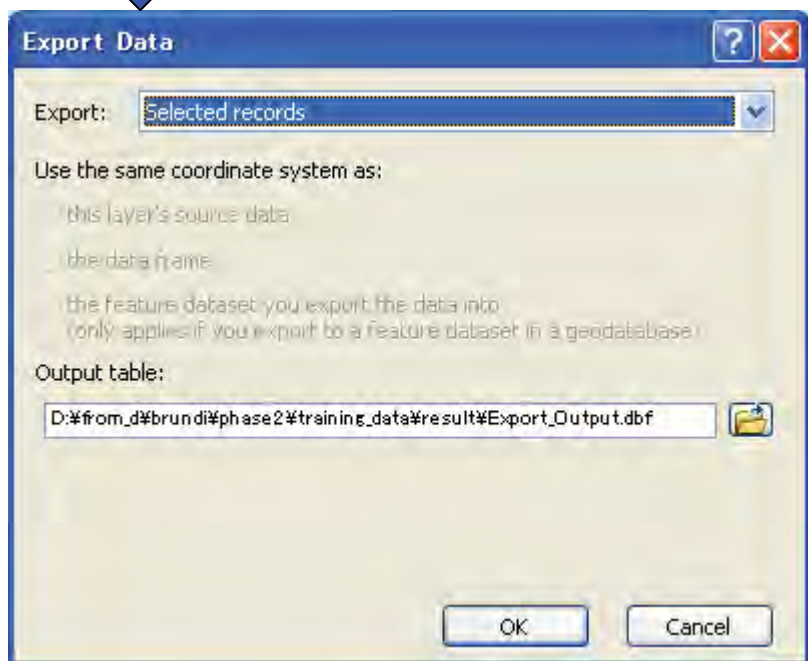 Export Data
Export: Selected records
Use the same coordinate system as:
this layer's source data
the data frame
the feature dataset you export the data into
(only applies if you export to a feature dataset in a geodatabase)
Output table:
D:¥from_d¥brundi¥phase2¥training_data¥result¥Export_Output.dbf
OK Cancel